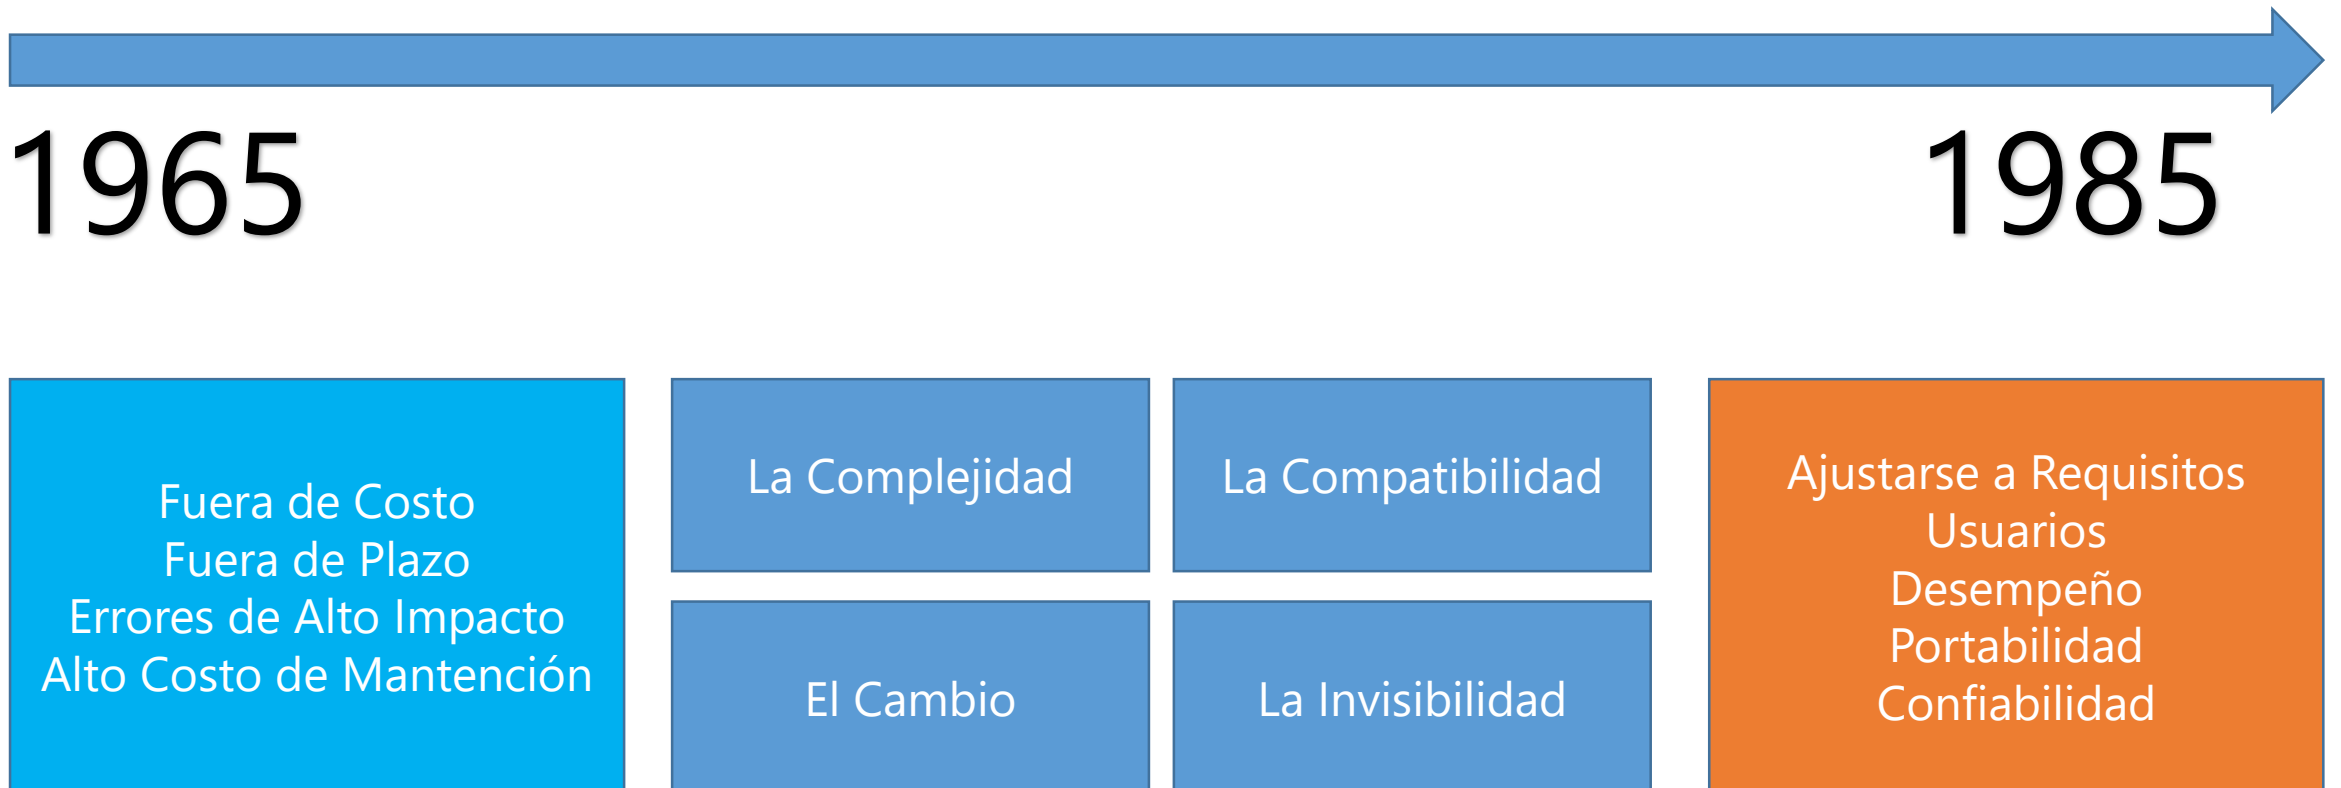 1965
1985
Fuera de Costo
Fuera de Plazo
Errores de Alto Impacto
Alto Costo de Mantención
La Complejidad
La Compatibilidad
El Cambio
La Invisibilidad
Ajustarse a Requisitos
Usuarios
Desempeño
Portabilidad
Confiabilidad